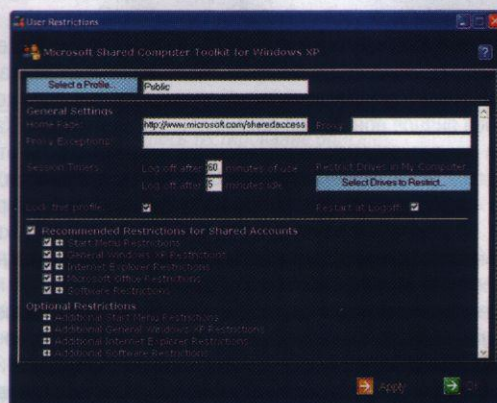 User Restrictions
Microsoft Shared Computer Toolkit for Windows XP
Select a Profile... Public
General Settings
Home Page: http://www.microsoft.com/sharedaccess Proxy:
Proxy Exceptions:
Session Timers: Log off after 60 minutes of use Restrict Drives in My Computer
Log off after 5 minutes idle Select Drives to Restrict...
Lock this profile Restart at Logoff:
Recommended Restrictions for Shared Accounts
Start Menu Restrictions
General Windows XP Restrictions
Internet Explorer Restrictions
Microsoft Office Restrictions
Software Restrictions
Optional Restrictions
Additional Start Menu Restrictions
Additional General Windows XP Restrictions
Additional Internet Explorer Restrictions
Additional Software Restrictions
Apply OK